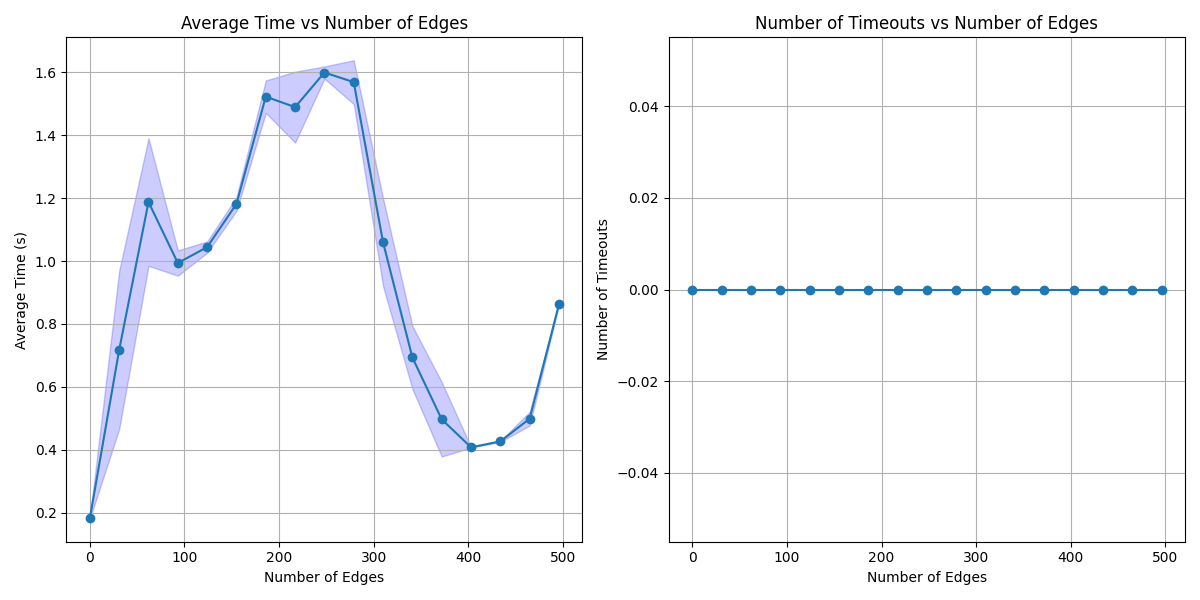 Average Time vs Number of Edges
1.6
1.4
1.2
1.0
0.8
0.6
0.4
0.2
Average Time (s)
0 100 200 300 400 500
Number of Edges
Number of Timeouts vs Number of Edges
0.04
0.02
0.00
−0.02
−0.04
Number of Timeouts
0 100 200 300 400 500
Number of Edges